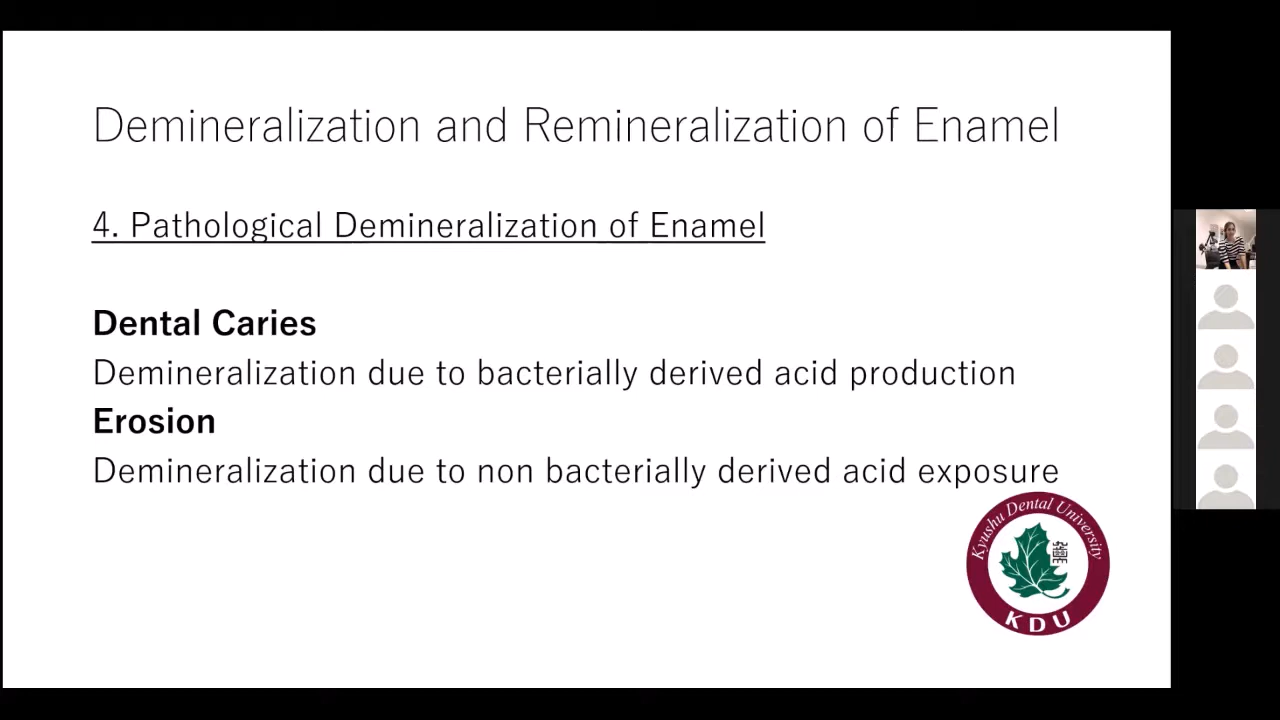 Demineralization and Remineralization of Enamel
4. Pathological Demineralization of Enamel
Dental Caries
Demineralization due to bacterially derived acid production
Erosion
Demineralization due to non bacterially derived acid exposure
Kyushu Dental University
KDU